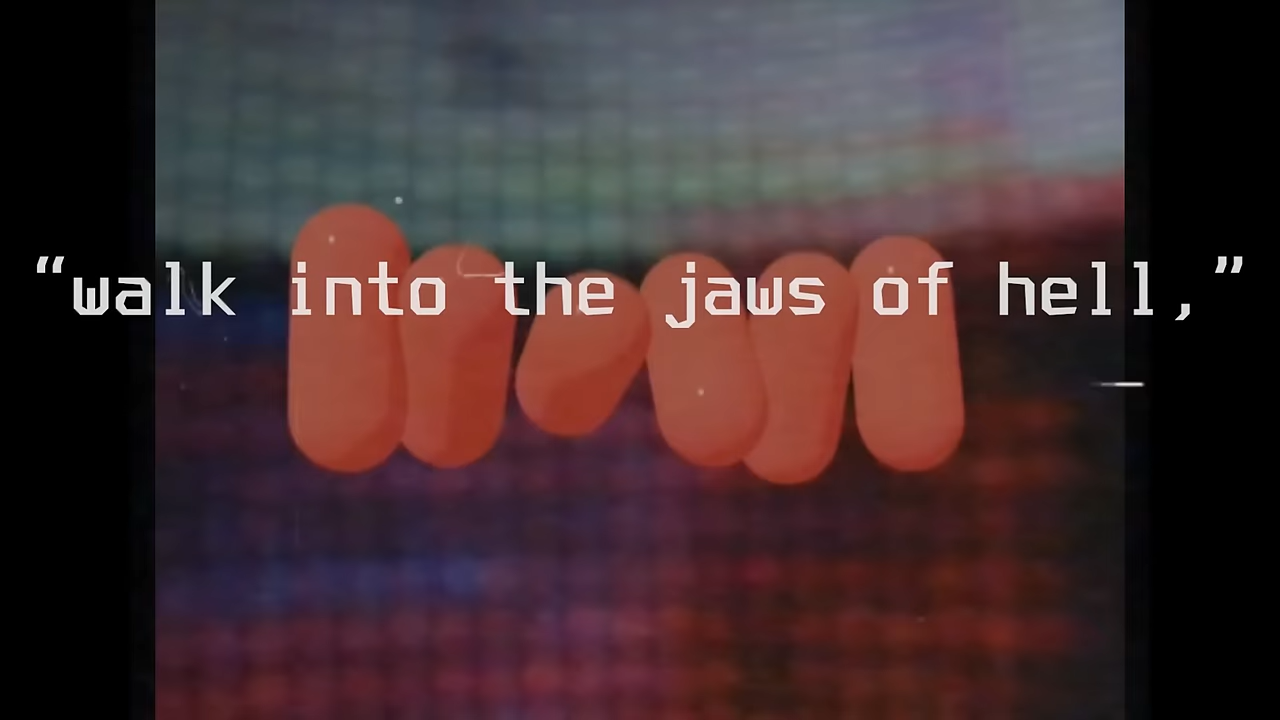 “walk into the jaws of hell,”